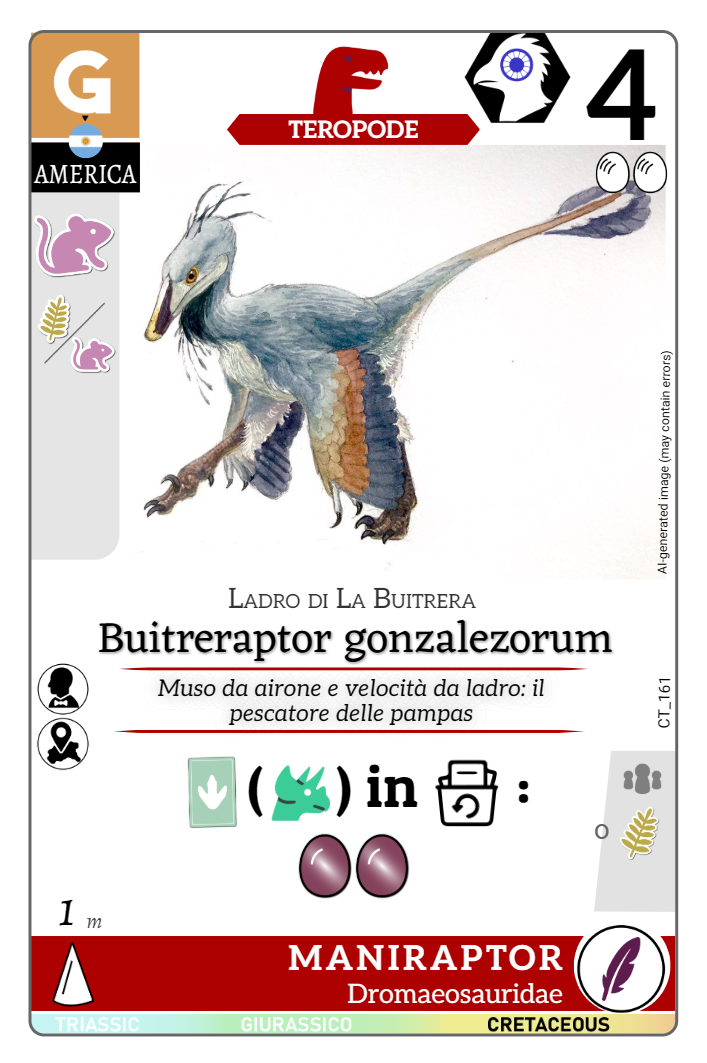 G
AMERICA
TEROPODE
4
AI-generated image (may contain errors)
Ladro di La Buitrera
Buitreraptor gonzalezorum
Muso da airone e velocità da ladro: il
pescatore delle pampas
CT_161
( ) in :
o
1 m
MANIRAPTOR
Dromaeosauridae
TRIASSIC GIURASSICO CRETACEOUS